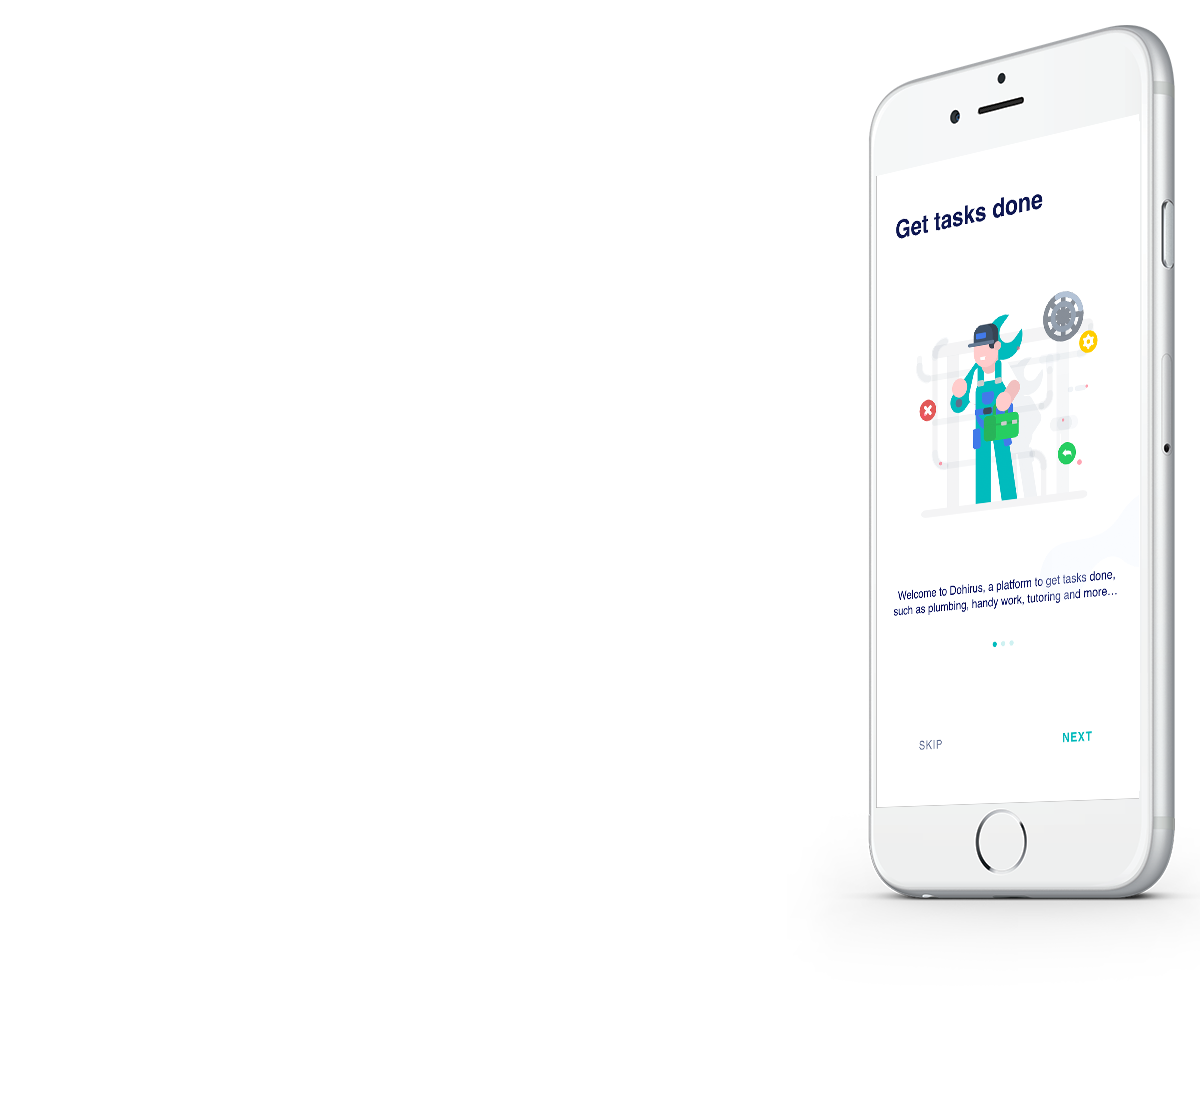 Get tasks done
Welcome to Dohirus, a platform to get tasks done,
such as plumbing, handy work, tutoring and more...
SKIP
NEXT